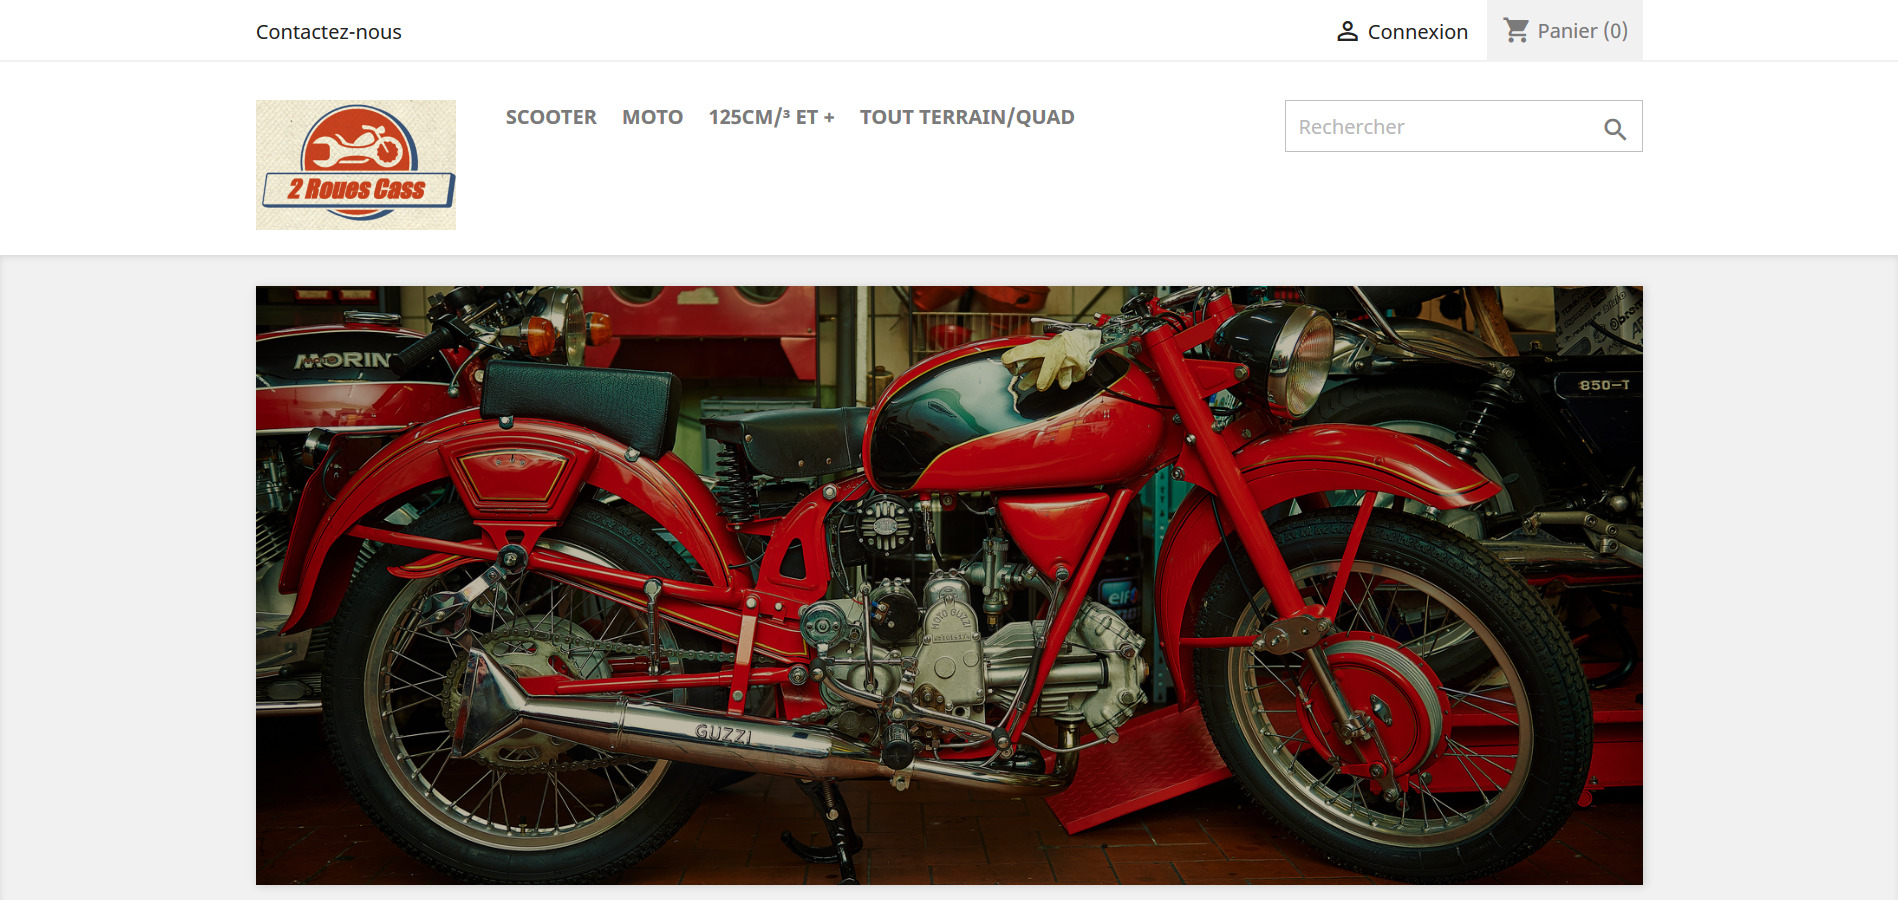 Contactez-nous
Connexion
Panier (0)
2 Roues Cass
SCOOTER
MOTO
125CM/³ ET +
TOUT TERRAIN/QUAD
Rechercher
MORIN
850-T
elf
MOTO GUZZI
GUZZI